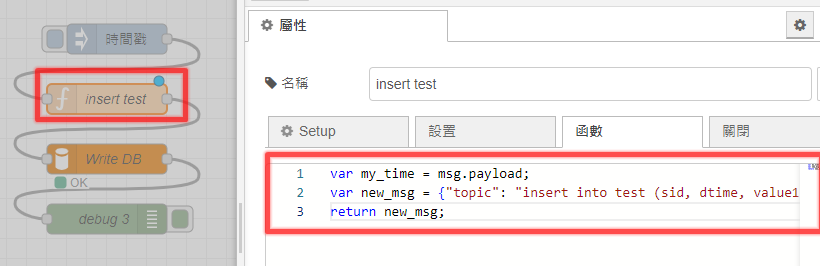 時間戳
insert test
Write DB
OK
debug 3
屬性
名稱
insert test
Setup
設置
函數
關閉
1 var my_time = msg.payload;
2 var new_msg = {"topic": "insert into test (sid, dtime, value1
3 return new_msg;